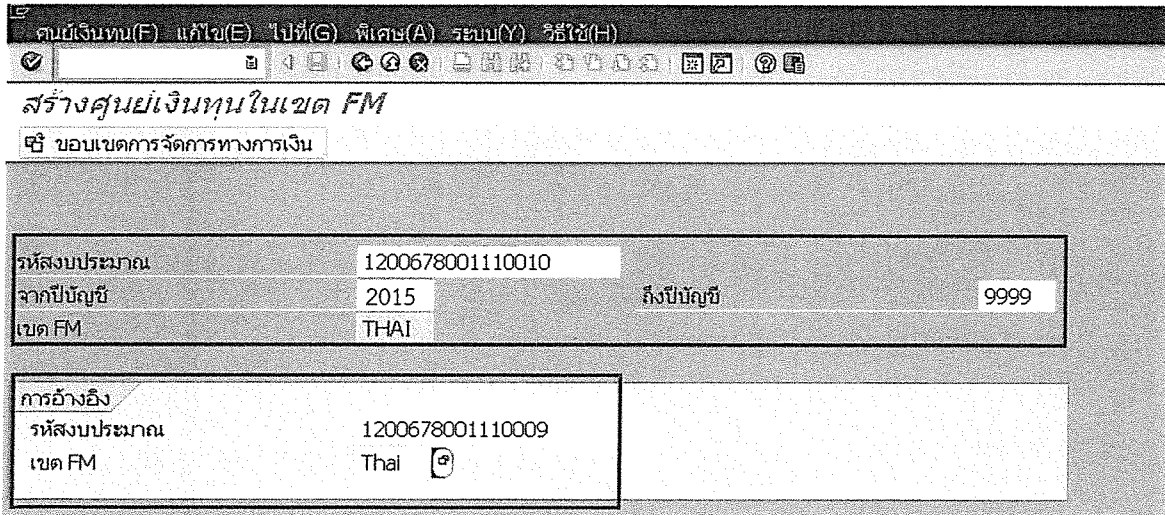 ศูนย์เงินทุน(F) แก้ไข(E) ไปที่(G) พิเศษ(A) ระบบ(Y) วิธีใช้(H)
สร้างศูนย์เงินทุนในเขต FM
ขอบเขตการจัดการทางการเงิน
รหัสงบประมาณ 1200678001110010
จากปีบัญชี 2015 ถึงปีบัญชี 9999
เขต FM THAI
การอ้างอิง
รหัสงบประมาณ 1200678001110009
เขต FM Thai